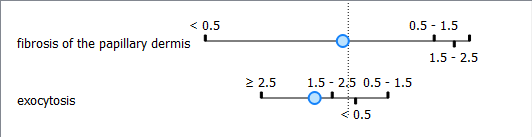 < 0.5 0.5 - 1.5
fibrosis of the papillary dermis
1.5 - 2.5
≥ 2.5 1.5 - 2.5 0.5 - 1.5
exocytosis
< 0.5